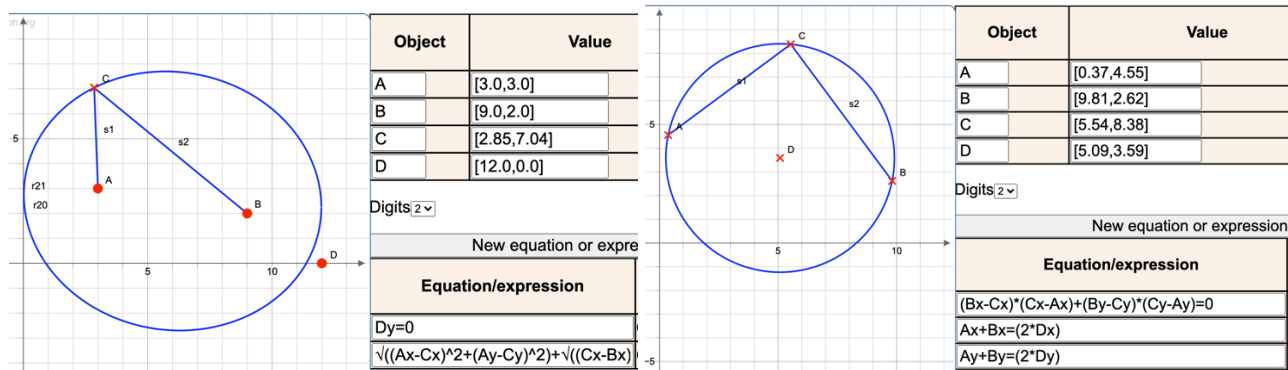 ph.org
C
s1
s2
A
B
r21
r20
D
5
5
10
Object Value
A [3.0,3.0]
B [9.0,2.0]
C [2.85,7.04]
D [12.0,0.0]
Digits 2
New equation or expre
Equation/expression
Dy=0
√((Ax-Cx)^2+(Ay-Cy)^2)+√((Cx-Bx)
C
s1
s2
A
D
B
5
5
10
-5
Object Value
A [0.37,4.55]
B [9.81,2.62]
C [5.54,8.38]
D [5.09,3.59]
Digits 2
New equation or expression
Equation/expression
(Bx-Cx)*(Cx-Ax)+(By-Cy)*(Cy-Ay)=0
Ax+Bx=(2*Dx)
Ay+By=(2*Dy)